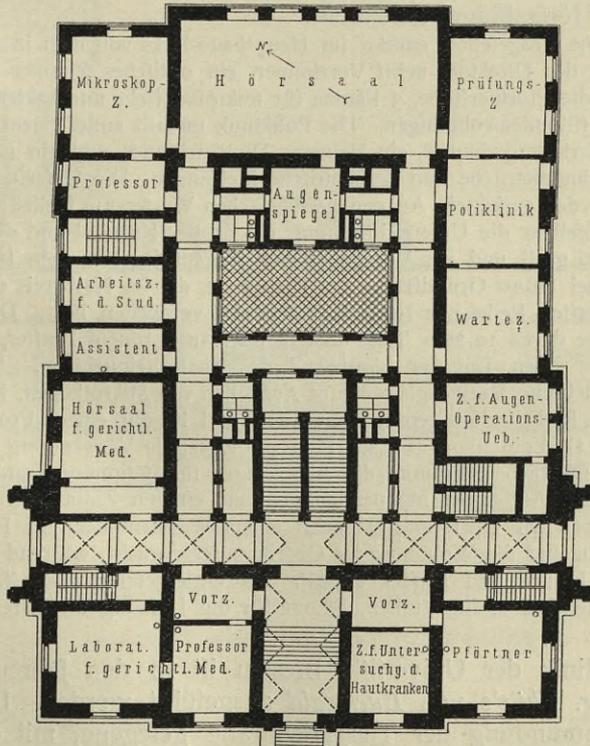 N
Hörsaal
Mikroskop-
Z.
Prüfungs-
Z
Professor
Augen-
spiegel
Poliklinik
Arbeitsz.
f. d. Stud.
Wartez.
Assistent
Hörsaal
f. gerichtl.
Med.
Z. f. Augen-
Operations-
Ueb.
Vorz.
Vorz.
Laborat.
f. gerichtl. Med.
Professor
Z. f. Unter-
suchg. d.
Hautkranken
Pförtner